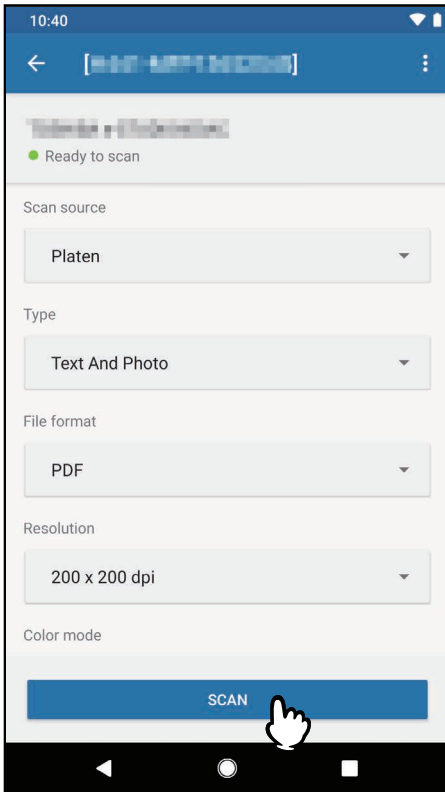 10:40
Ready to scan
Scan source
Platen
Type
Text And Photo
File format
PDF
Resolution
200 x 200 dpi
Color mode
SCAN